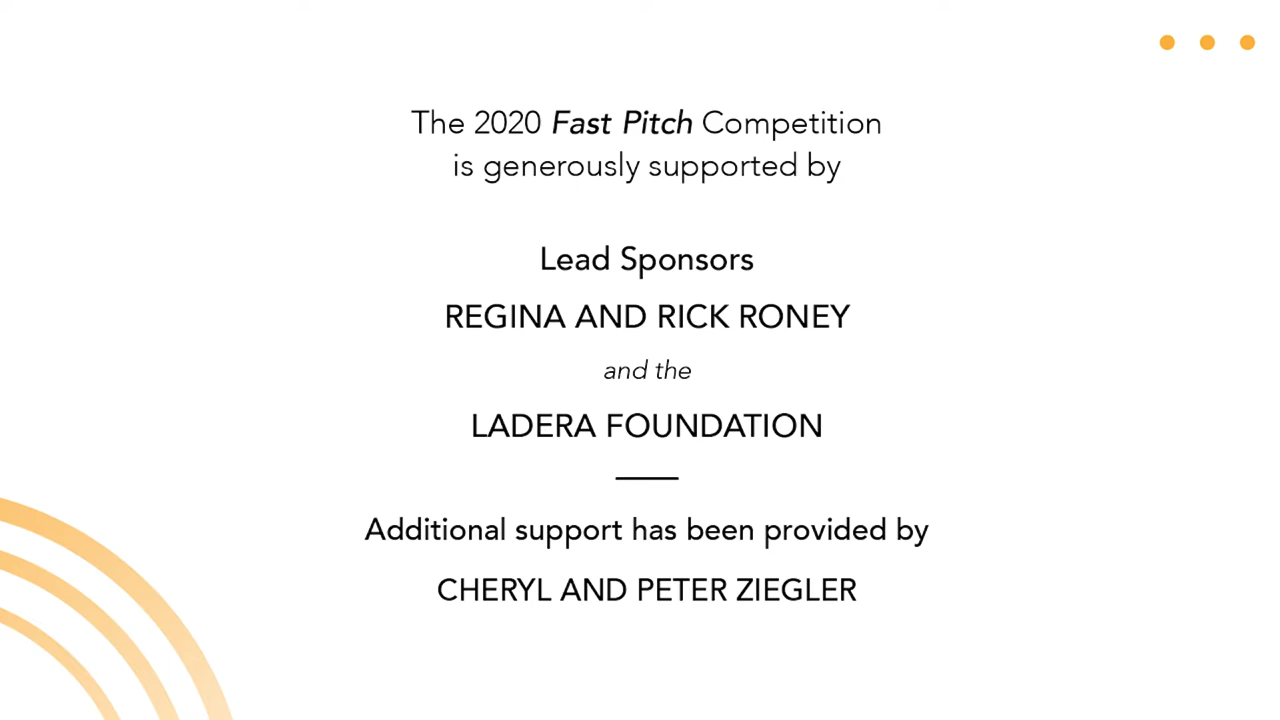 The 2020 Fast Pitch Competition
is generously supported by
Lead Sponsors
REGINA AND RICK RONEY
and the
LADERA FOUNDATION
Additional support has been provided by
CHERYL AND PETER ZIEGLER